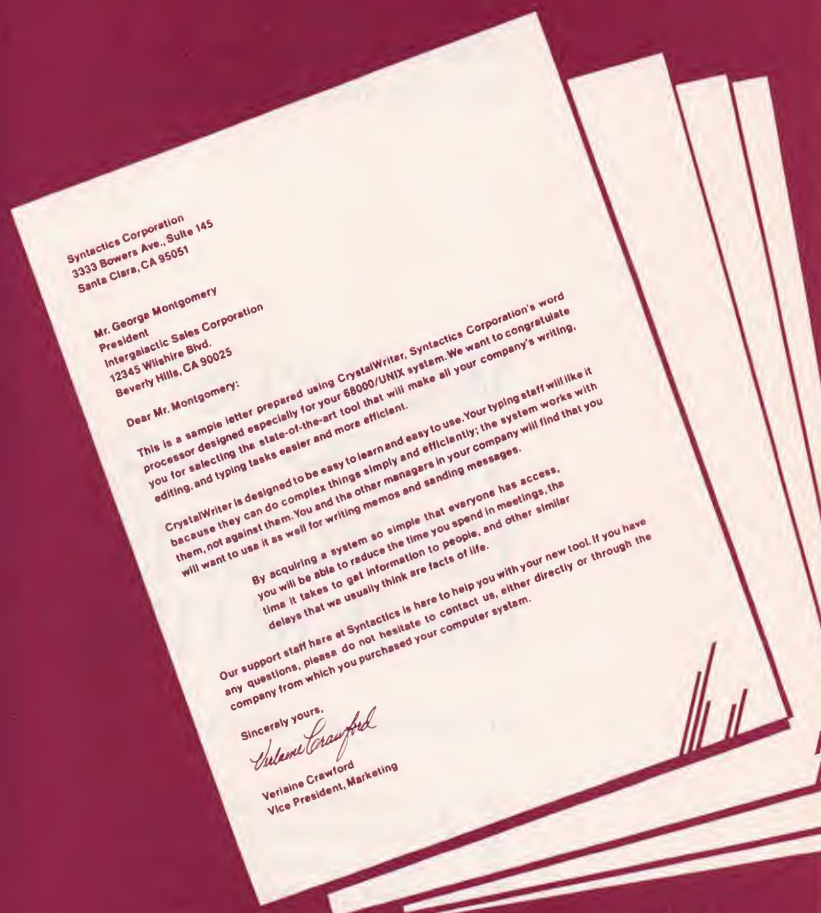 Syntactics Corporation
3333 Bowers Ave., Suite 145
Santa Clara, CA 95051
Mr. George Montgomery
President
Intergalactic Sales Corporation
12345 Wilshire Blvd.
Beverly Hills, CA 90025
Dear Mr. Montgomery:
This is a sample letter prepared using CrystalWriter, Syntactics Corporation's word
processor designed especially for your 68000/UNIX system. We want to congratulate
you for selecting the state-of-the-art tool that will make all your company's writing,
editing, and typing tasks easier and more efficient.
CrystalWriter is designed to be easy to learn and easy to use. Your typing staff will like it
because they can do complex things simply and efficiently; the system works with
them, not against them. You and the other managers in your company will find that you
will want to use it as well for writing memos and sending messages.
By acquiring a system so simple that everyone has access,
you will be able to reduce the time you spend in meetings, the
time it takes to get information to people, and other similar
delays that we usually think are facts of life.
Our support staff here at Syntactics is here to help you with your new tool. If you have
any questions, please do not hesitate to contact us, either directly or through the
company from which you purchased your computer system.
Sincerely yours,
Verlaine Crawford
Verlaine Crawford
Vice President, Marketing